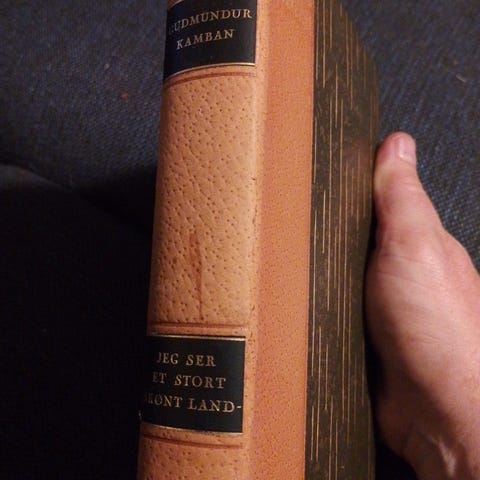 GUDMUNDUR
KAMBAN
JEG SER
ET STORT
SKØNT LAND-